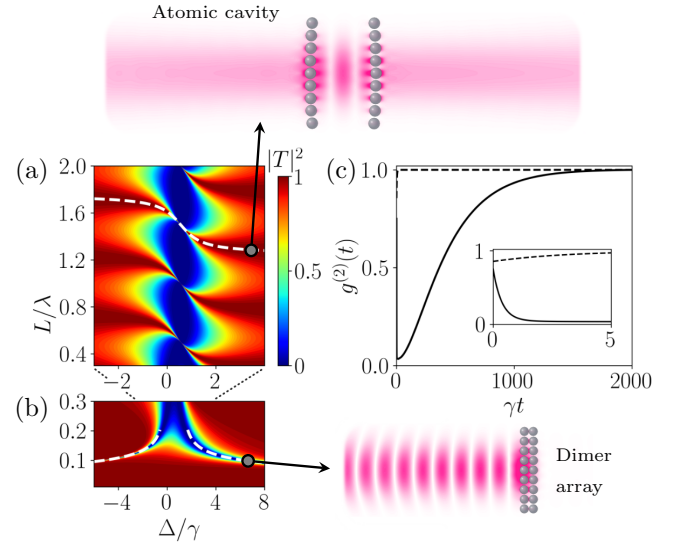 Atomic cavity
(a)
|T|²
(c)
2.0
1.6
1.2
0.8
0.4
L/λ
−2
0
2
1
0.5
0
1.0
0.5
0.0
g⁽²⁾(t)
1
0
0
5
0
1000
2000
γt
(b)
0.3
0.2
0.1
−4
0
4
8
Δ/γ
Dimer
array